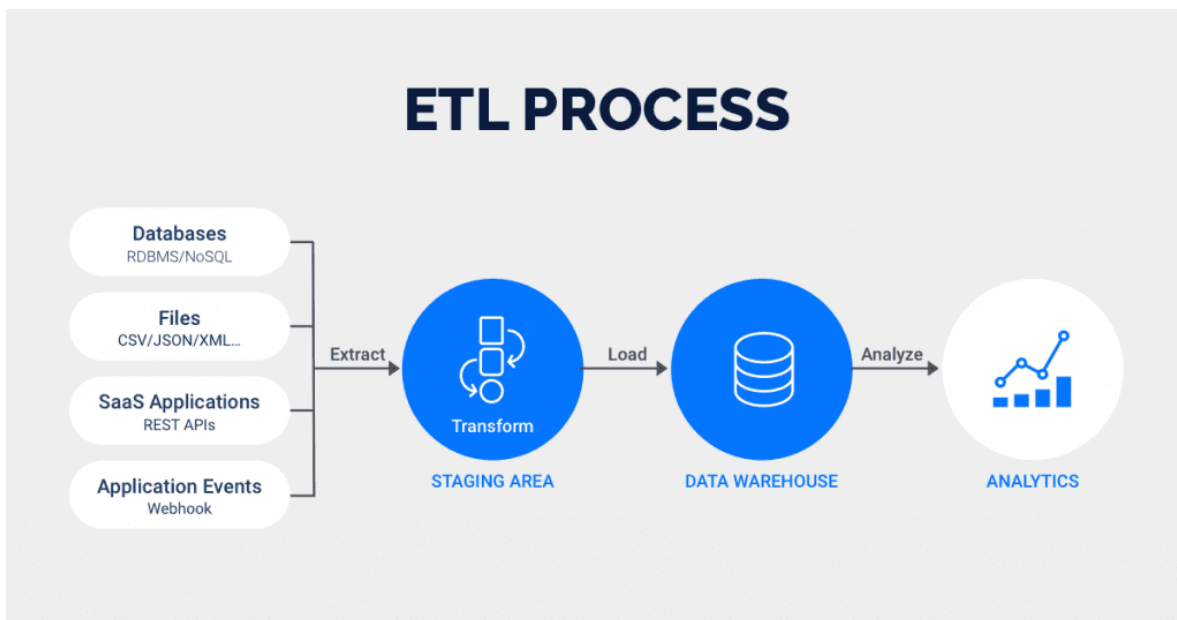 ETL PROCESS
Databases
RDBMS/NoSQL
Files
CSV/JSON/XML...
SaaS Applications
REST APIs
Application Events
Webhook
Extract
Transform
STAGING AREA
Load
DATA WAREHOUSE
Analyze
ANALYTICS